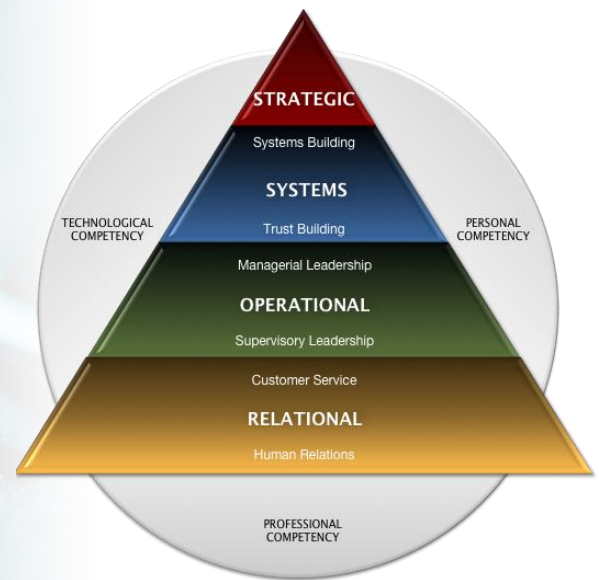 STRATEGIC
Systems Building
SYSTEMS
TECHNOLOGICAL
COMPETENCY
Trust Building
PERSONAL
COMPETENCY
Managerial Leadership
OPERATIONAL
Supervisory Leadership
Customer Service
RELATIONAL
Human Relations
PROFESSIONAL
COMPETENCY